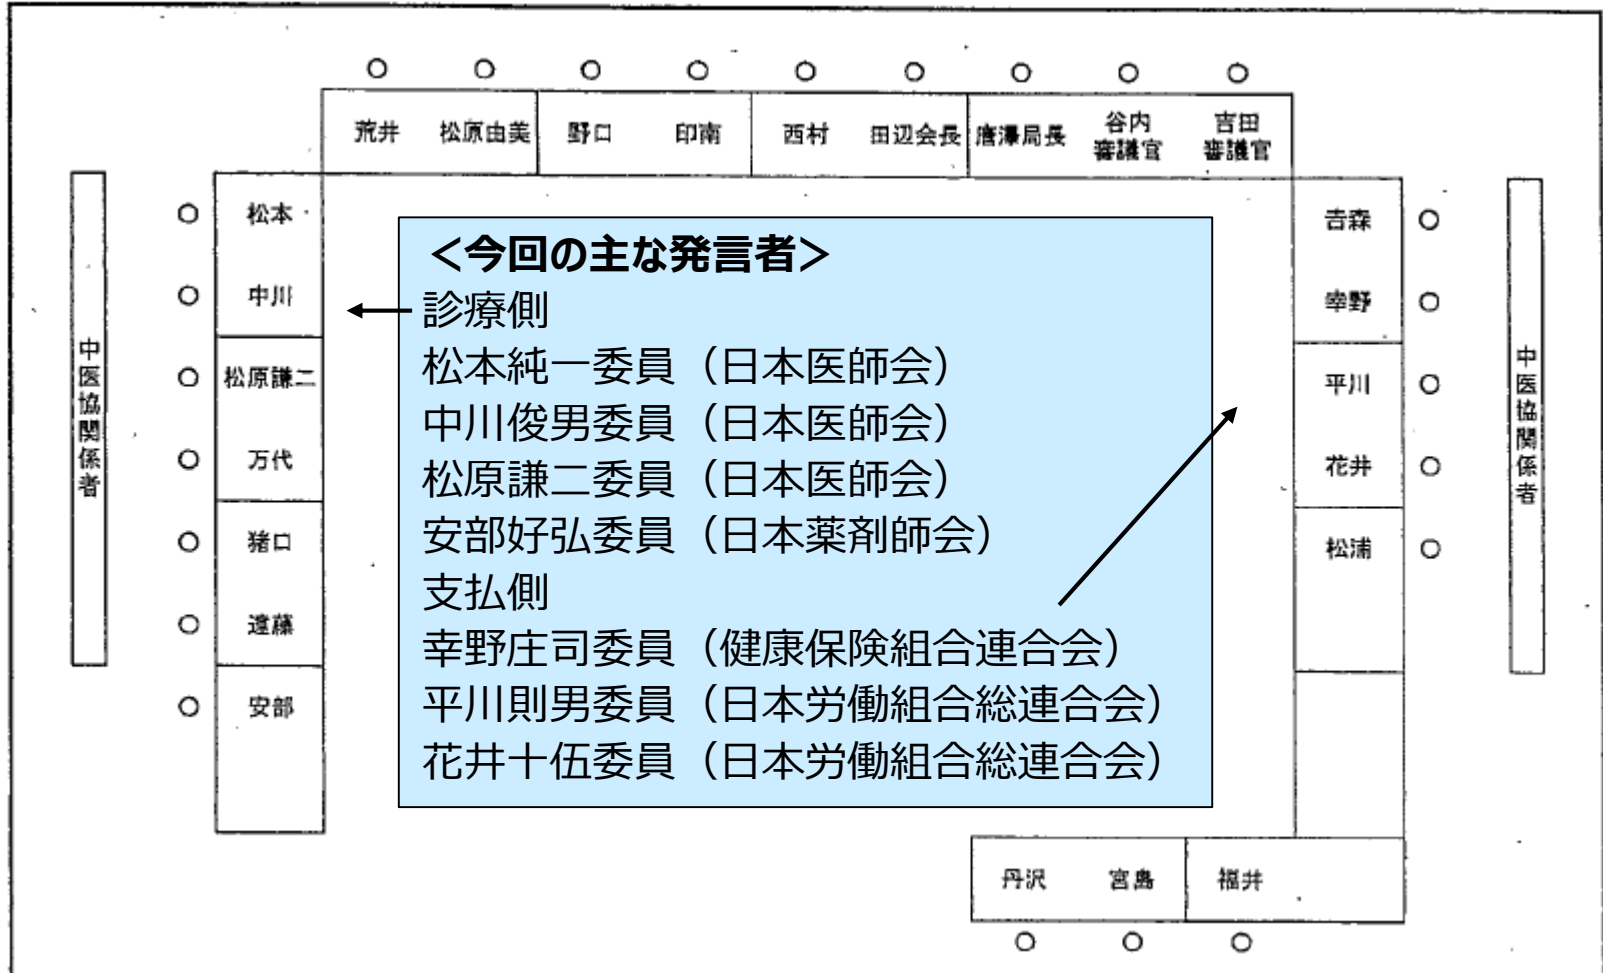 荒井 松原由美 野口 印南 西村 田辺会長 唐澤局長 谷内審議官 吉田審議官
中医協関係者
松本
中川
松原謙二
万代
猪口
遠藤
安部
<今回の主な発言者>
診療側
松本純一委員（日本医師会）
中川俊男委員（日本医師会）
松原謙二委員（日本医師会）
安部好弘委員（日本薬剤師会）
支払側
幸野庄司委員（健康保険組合連合会）
平川則男委員（日本労働組合総連合会）
花井十伍委員（日本労働組合総連合会）
吉森
幸野
平川
花井
松浦
中医協関係者
丹沢 宮島 福井